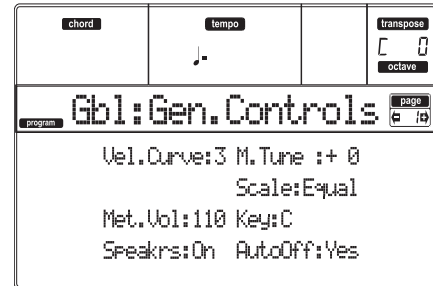 chord tempo transpose
C 0
octave
program Gbl:Gen.Controls page
1
Vel.Curve:3 M.Tune :+ 0
Scale:Equal
Met.Vol:110 Key:C
Speakrs:On AutoOff:Yes